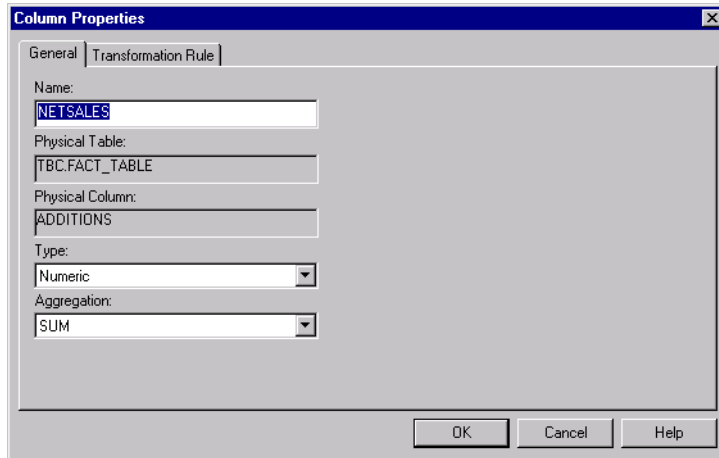 Column Properties
General Transformation Rule
Name:
NETSALES
Physical Table:
TBC.FACT_TABLE
Physical Column:
ADDITIONS
Type:
Numeric
Aggregation:
SUM
OK Cancel Help